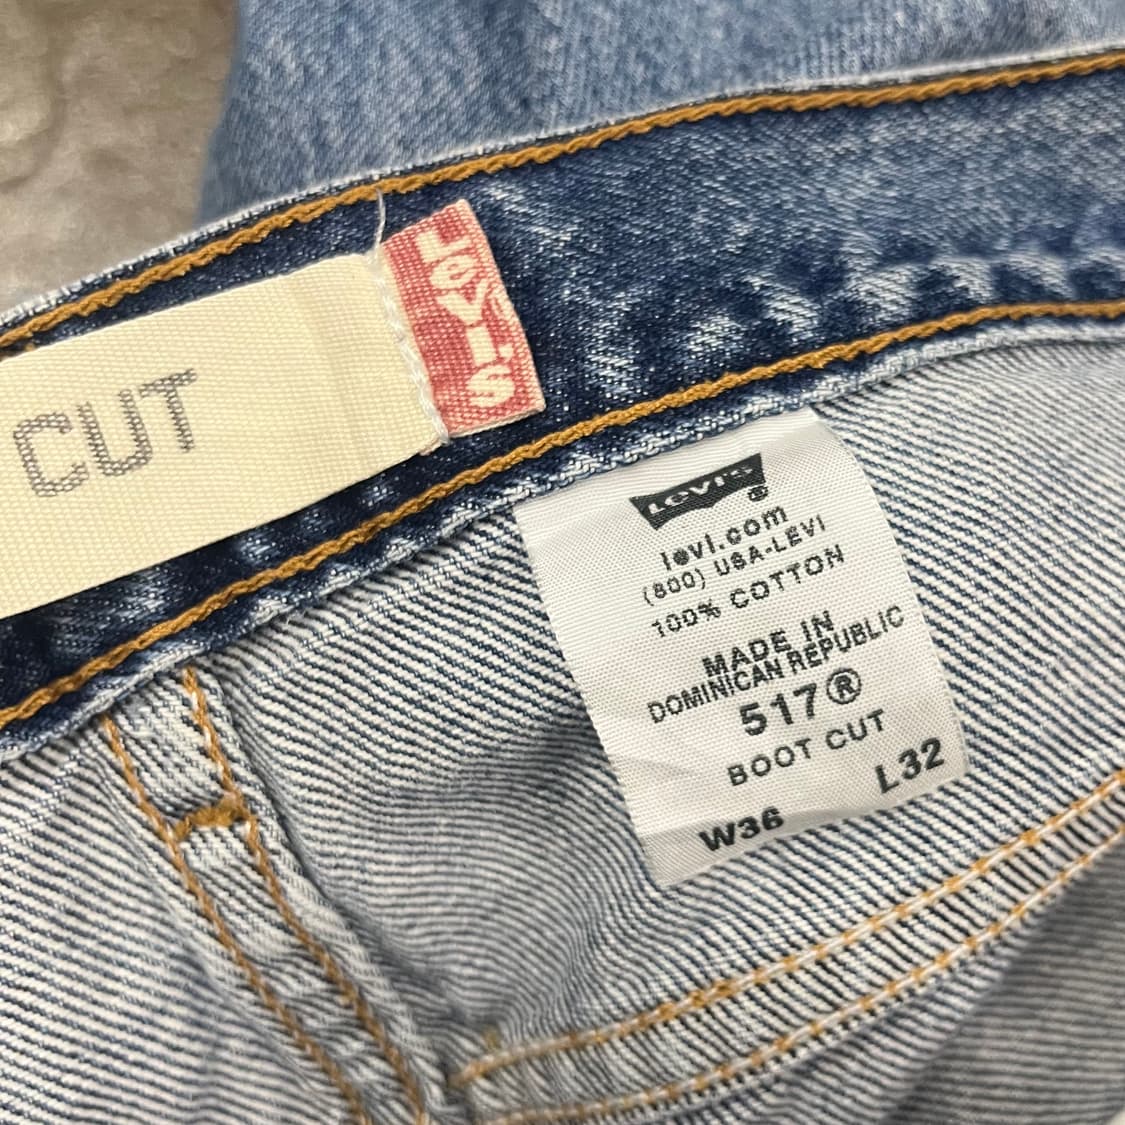 CUT
LEVI'S
LEVI'S®
levi.com
(800) USA-LEVI
100% COTTON
MADE IN
DOMINICAN REPUBLIC
517®
BOOT CUT
W36 L32